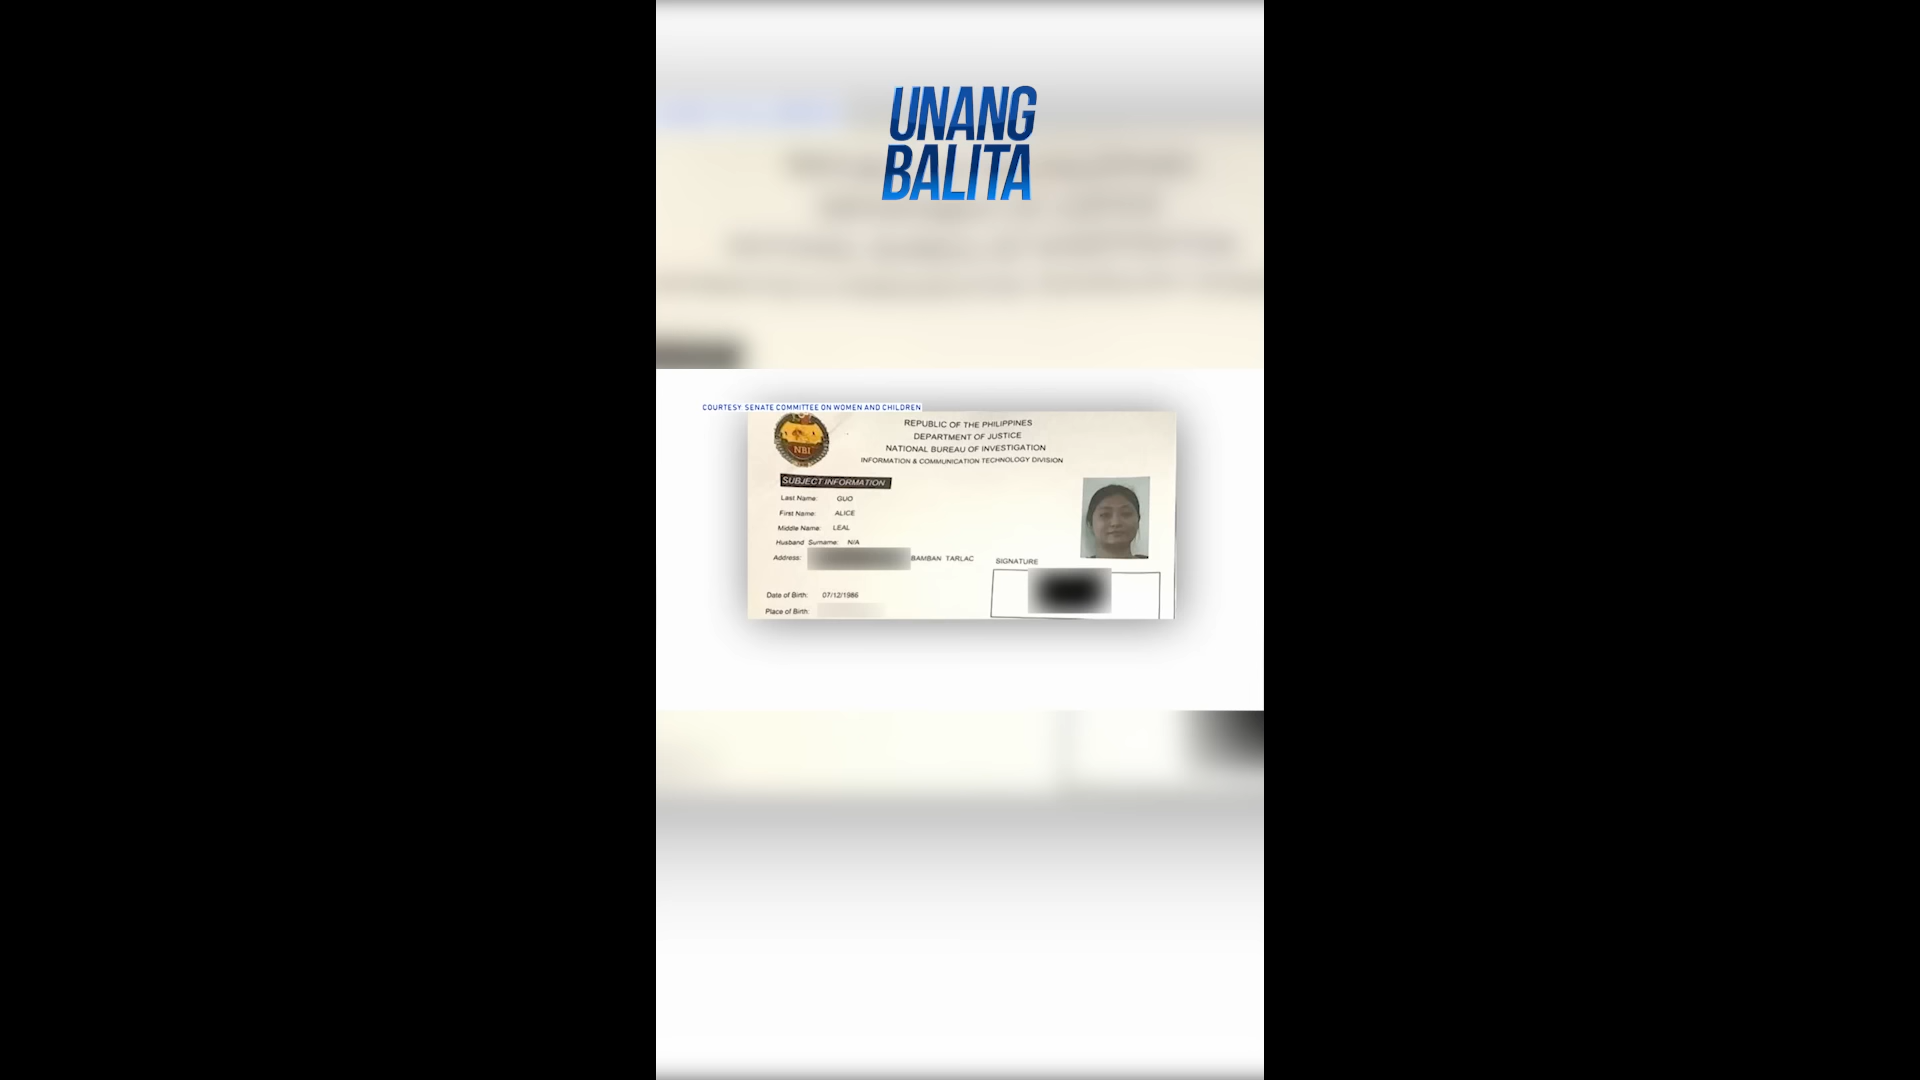 UNANG
BALITA
COURTESY SENATE COMMITTEE ON WOMEN AND CHILDREN
REPUBLIC OF THE PHILIPPINES
DEPARTMENT OF JUSTICE
NATIONAL BUREAU OF INVESTIGATION
INFORMATION & COMMUNICATION TECHNOLOGY DIVISION
NBI
SUBJECT INFORMATION
Last Name: GUO
First Name: ALICE
Middle Name: LEAL
Husband Surname: N/A
Address: BAMBAN TARLAC
SIGNATURE
Date of Birth: 07/12/1986
Place of Birth: